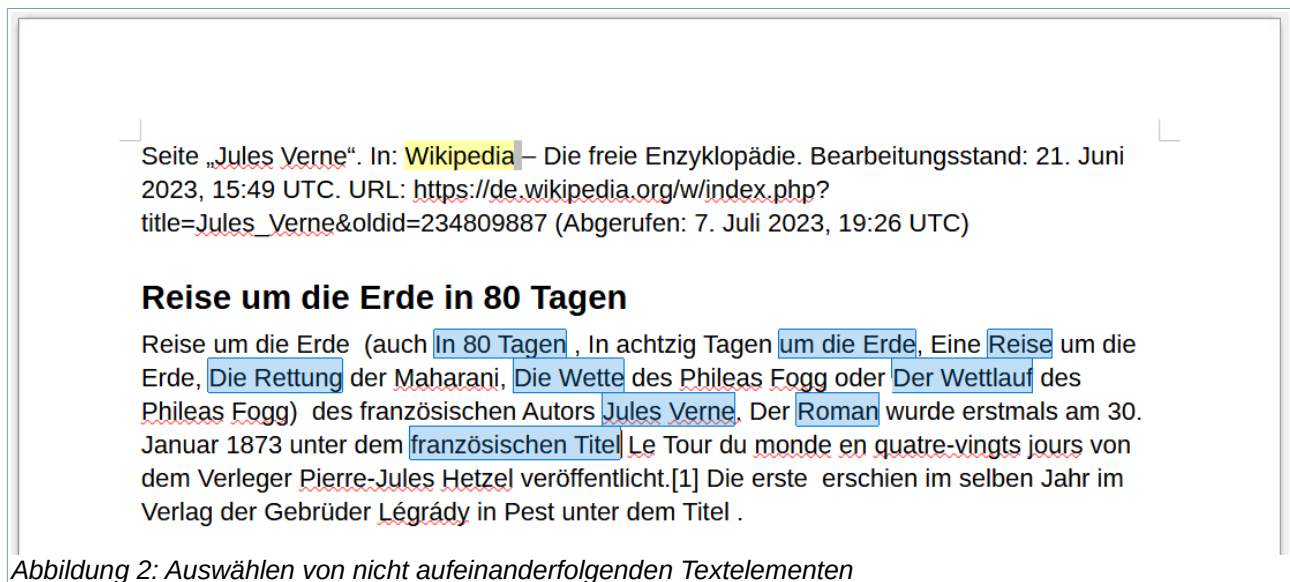 Seite „Jules Verne“. In: Wikipedia – Die freie Enzyklopädie. Bearbeitungsstand: 21. Juni
2023, 15:49 UTC. URL: https://de.wikipedia.org/w/index.php?
title=Jules_Verne&oldid=234809887 (Abgerufen: 7. Juli 2023, 19:26 UTC)
Reise um die Erde in 80 Tagen
Reise um die Erde  (auch In 80 Tagen , In achtzig Tagen um die Erde, Eine Reise um die
Erde, Die Rettung der Maharani, Die Wette des Phileas Fogg oder Der Wettlauf des
Phileas Fogg)  des französischen Autors Jules Verne. Der Roman wurde erstmals am 30.
Januar 1873 unter dem französischen Titel Le Tour du monde en quatre-vingts jours von
dem Verleger Pierre-Jules Hetzel veröffentlicht.[1] Die erste  erschien im selben Jahr im
Verlag der Gebrüder Légrády in Pest unter dem Titel .
Abbildung 2: Auswählen von nicht aufeinanderfolgenden Textelementen